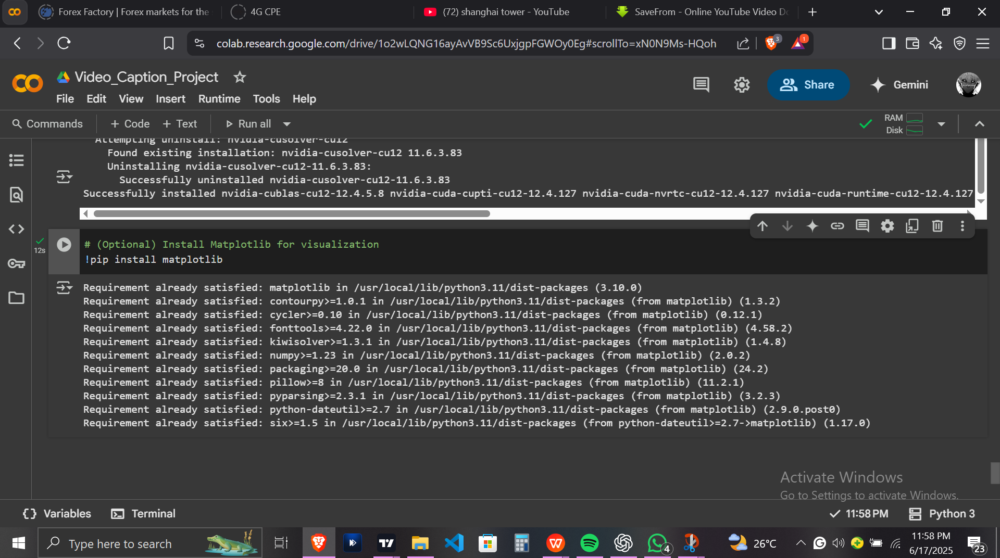 Forex Factory | Forex markets for the
4G CPE
(72) shanghai tower - YouTube
SaveFrom - Online YouTube Video Do
colab.research.google.com/drive/1o2wLQNG16ayAvVB9Sc6UxjgpFGWOy0Eg#scrollTo=xN0N9Ms-HQoh
3
1
Video_Caption_Project
File Edit View Insert Runtime Tools Help
Share
Gemini
Commands
+ Code + Text
Run all
RAM
Disk
Attempting uninstall: nvidia-cusolver-cu12
Found existing installation: nvidia-cusolver-cu12 11.6.3.83
Uninstalling nvidia-cusolver-cu12-11.6.3.83:
Successfully uninstalled nvidia-cusolver-cu12-11.6.3.83
Successfully installed nvidia-cublas-cu12-12.4.5.8 nvidia-cuda-cupti-cu12-12.4.127 nvidia-cuda-nvrtc-cu12-12.4.127 nvidia-cuda-runtime-cu12-12.4.127
12s
# (Optional) Install Matplotlib for visualization
!pip install matplotlib
Requirement already satisfied: matplotlib in /usr/local/lib/python3.11/dist-packages (3.10.0)
Requirement already satisfied: contourpy>=1.0.1 in /usr/local/lib/python3.11/dist-packages (from matplotlib) (1.3.2)
Requirement already satisfied: cycler>=0.10 in /usr/local/lib/python3.11/dist-packages (from matplotlib) (0.12.1)
Requirement already satisfied: fonttools>=4.22.0 in /usr/local/lib/python3.11/dist-packages (from matplotlib) (4.58.2)
Requirement already satisfied: kiwisolver>=1.3.1 in /usr/local/lib/python3.11/dist-packages (from matplotlib) (1.4.8)
Requirement already satisfied: numpy>=1.23 in /usr/local/lib/python3.11/dist-packages (from matplotlib) (2.0.2)
Requirement already satisfied: packaging>=20.0 in /usr/local/lib/python3.11/dist-packages (from matplotlib) (24.2)
Requirement already satisfied: pillow>=8 in /usr/local/lib/python3.11/dist-packages (from matplotlib) (11.2.1)
Requirement already satisfied: pyparsing>=2.3.1 in /usr/local/lib/python3.11/dist-packages (from matplotlib) (3.2.3)
Requirement already satisfied: python-dateutil>=2.7 in /usr/local/lib/python3.11/dist-packages (from matplotlib) (2.9.0.post0)
Requirement already satisfied: six>=1.5 in /usr/local/lib/python3.11/dist-packages (from python-dateutil>=2.7->matplotlib) (1.17.0)
Activate Windows
Go to Settings to activate Windows.
Variables
Terminal
11:58 PM
Python 3
Type here to search
4
26°C
11:58 PM
6/17/2025
23